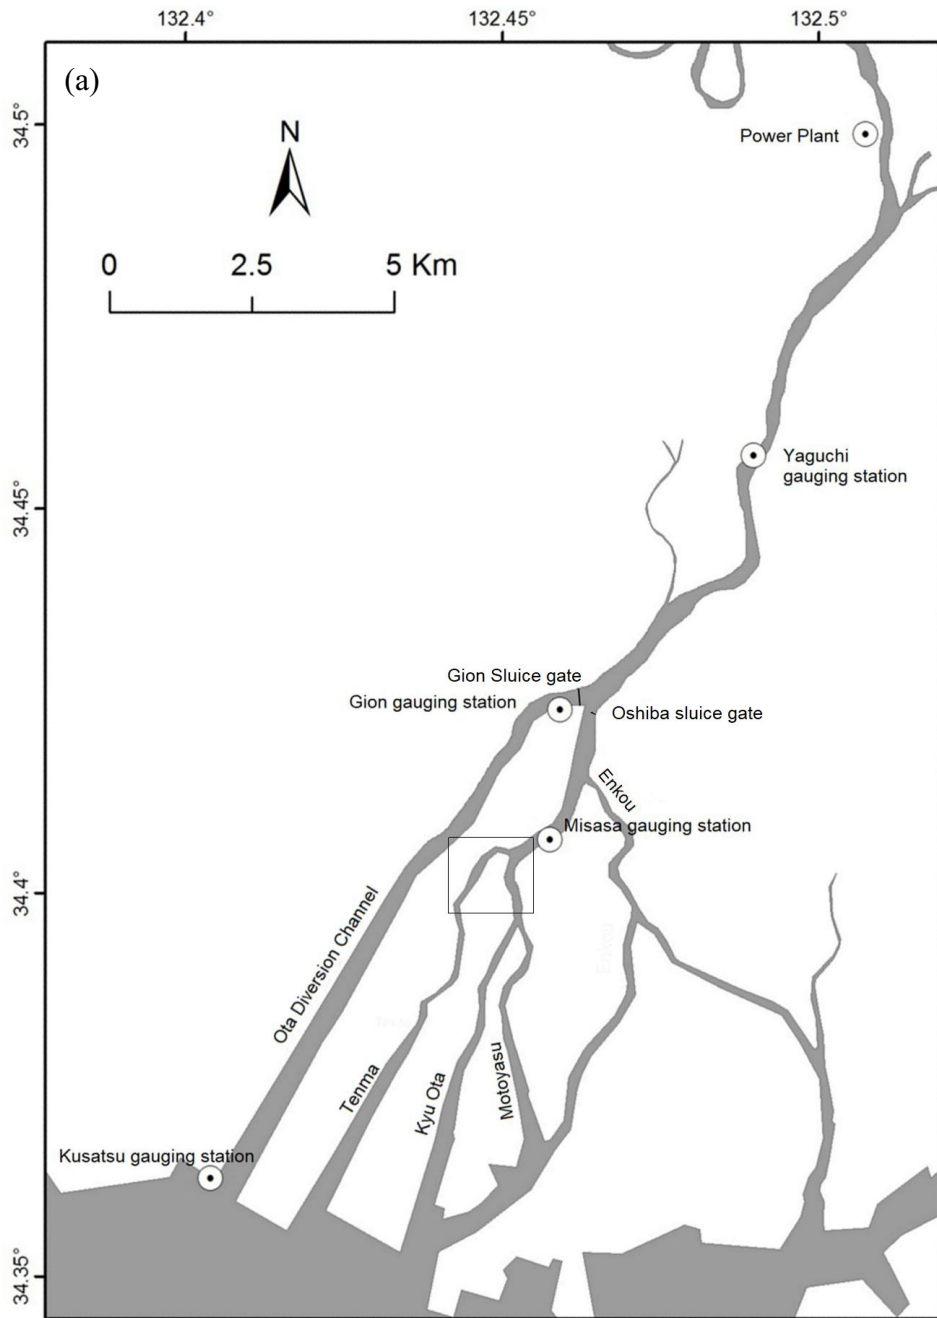 132.4°
132.45°
132.5°
(a)
34.5°
N
Power Plant
0
2.5
5 Km
Yaguchi
gauging station
34.45°
Gion Sluice gate
Gion gauging station
Oshiba sluice gate
Enkou
Misasa gauging station
34.4°
Ota Diversion Channel
Tenma
Kyu Ota
Motoyasu
Kusatsu gauging station
34.35°